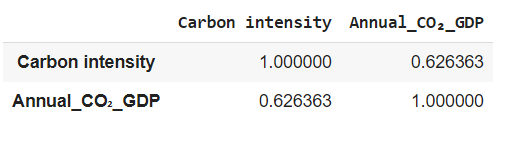 Carbon intensity Annual_CO₂_GDP
Carbon intensity 1.000000 0.626363
Annual_CO₂_GDP 0.626363 1.000000